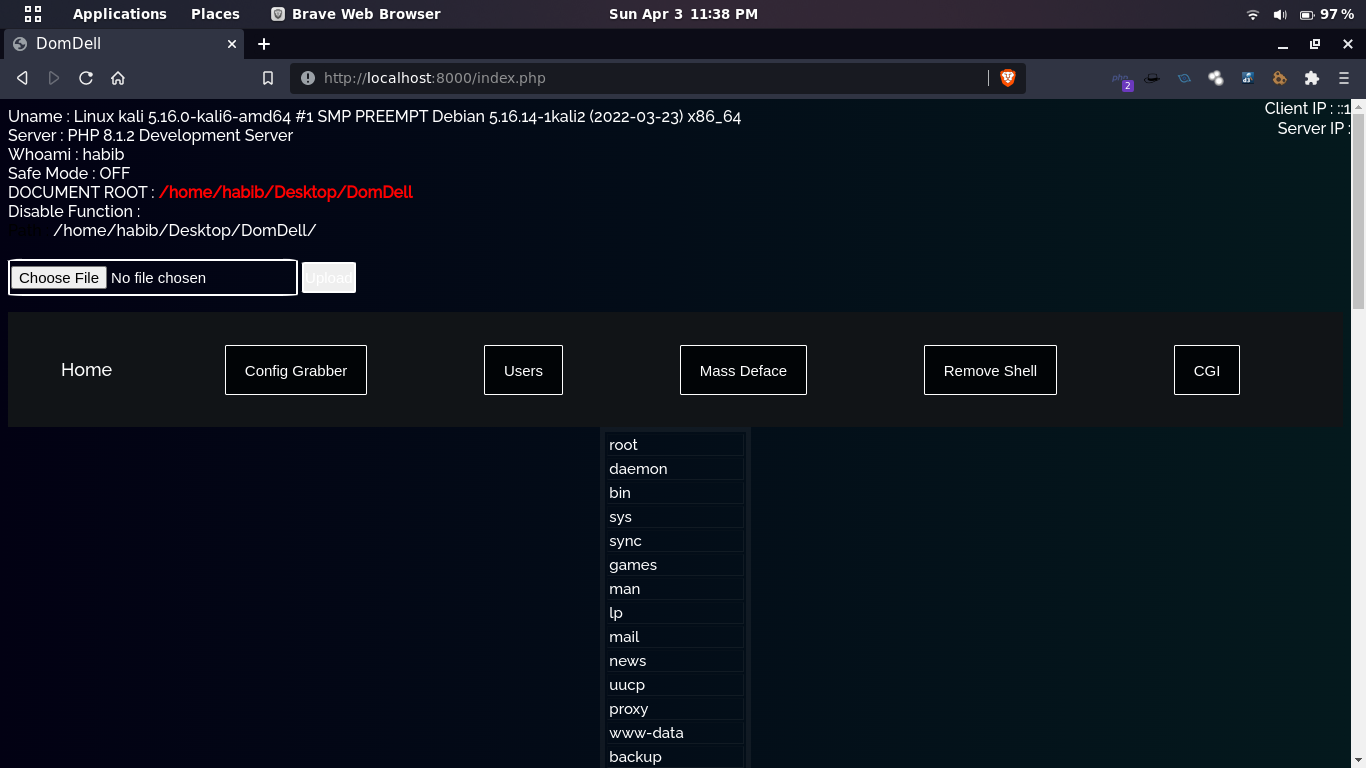 Applications Places Brave Web Browser Sun Apr 3 11:38 PM 97 %
DomDell
http://localhost:8000/index.php
2
Uname : Linux kali 5.16.0-kali6-amd64 #1 SMP PREEMPT Debian 5.16.14-1kali2 (2022-03-23) x86_64
Client IP : ::1
Server : PHP 8.1.2 Development Server
Server IP :
Whoami : habib
Safe Mode : OFF
DOCUMENT ROOT : /home/habib/Desktop/DomDell
Disable Function :
/home/habib/Desktop/DomDell/
Choose File No file chosen Upload
Home Config Grabber Users Mass Deface Remove Shell CGI
root
daemon
bin
sys
sync
games
man
lp
mail
news
uucp
proxy
www-data
backup